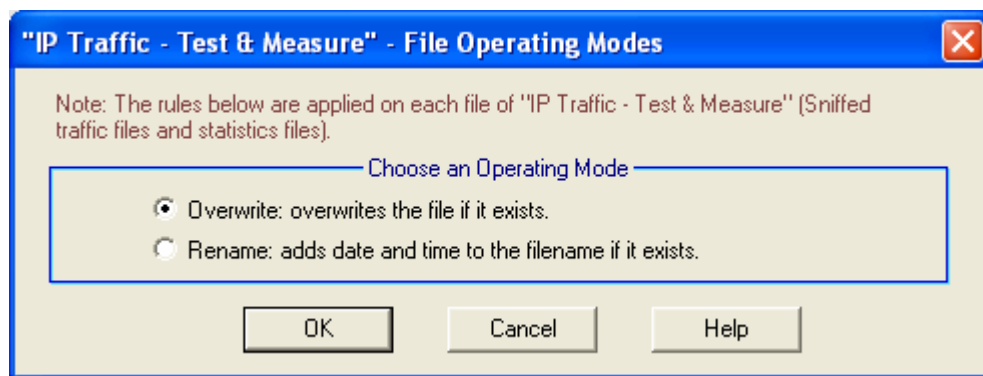 "IP Traffic - Test & Measure" - File Operating Modes
Note: The rules below are applied on each file of "IP Traffic - Test & Measure" (Sniffed
traffic files and statistics files).
Choose an Operating Mode
Overwrite: overwrites the file if it exists.
Rename: adds date and time to the filename if it exists.
OK Cancel Help